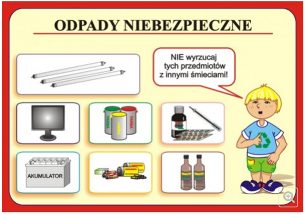 ODPADY NIEBEZPIECZNE
NIE wyrzucaj
tych przedmiotów
z innymi śmieciami!
AKUMULATOR